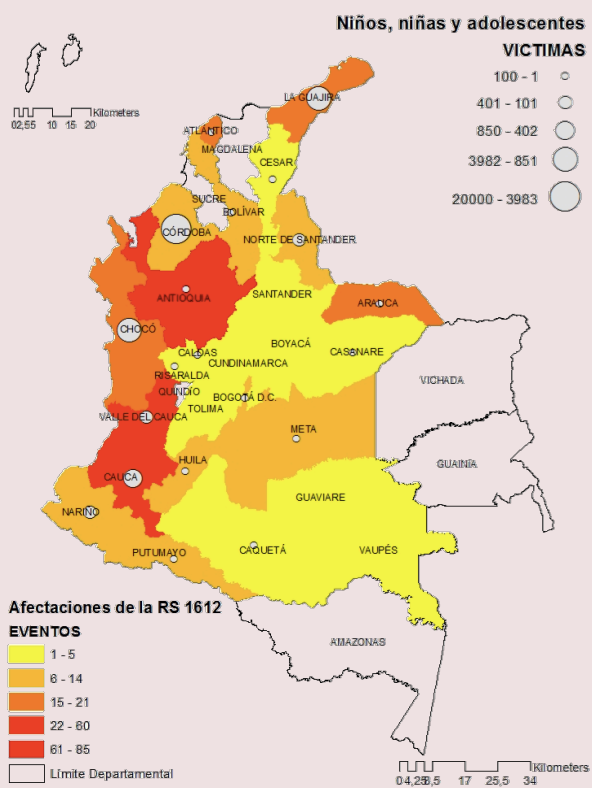 Niños, niñas y adolescentes
VICTIMAS
100 - 1
401 - 101
850 - 402
3982 - 851
20000 - 3983
Kilometers
02,55 10 15 20
LA GUAJIRA
ATLÁNTICO
MAGDALENA
CESAR
SUCRE
BOLÍVAR
CÓRDOBA
NORTE DE SANTANDER
ANTIOQUIA
SANTANDER
ARAUCA
CHOCÓ
BOYACÁ
CALDAS
CASANARE
CUNDINAMARCA
RISARALDA
VICHADA
QUINDÍO
BOGOTÁ D.C.
TOLIMA
VALLE DEL CAUCA
META
HUILA
GUAINÍA
CAUCA
GUAVIARE
NARIÑO
PUTUMAYO
CAQUETÁ
VAUPÉS
AMAZONAS
Afectaciones de la RS 1612
EVENTOS
1 - 5
6 - 14
15 - 21
22 - 60
61 - 85
Límite Departamental
Kilometers
0 4,258,5 17 25,5 34